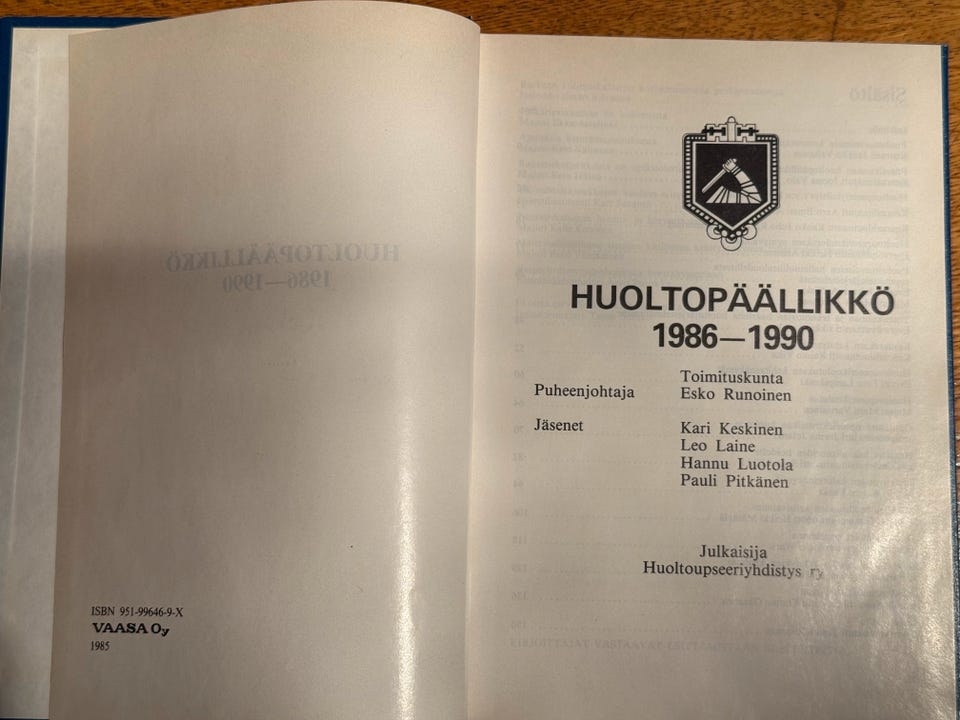 ISBN 951-99646-9-X
VAASA Oy
1985
HUOLTOPÄÄLLIKKÖ
1986—1990
Toimituskunta
Puheenjohtaja Esko Runoinen
Jäsenet Kari Keskinen
Leo Laine
Hannu Luotola
Pauli Pitkänen
Julkaisija
Huoltoupseeriyhdistys ry